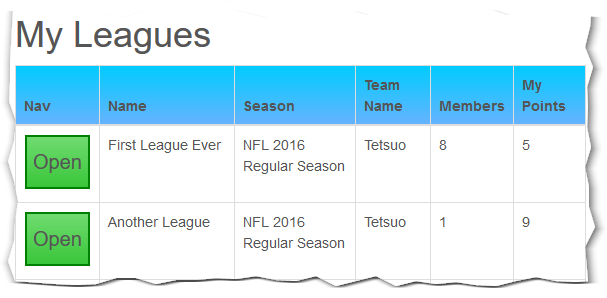 My Leagues
Nav Name Season Team Name Members My Points
Open First League Ever NFL 2016 Tetsuo 8 5
Regular Season
Open Another League NFL 2016 Tetsuo 1 9
Regular Season